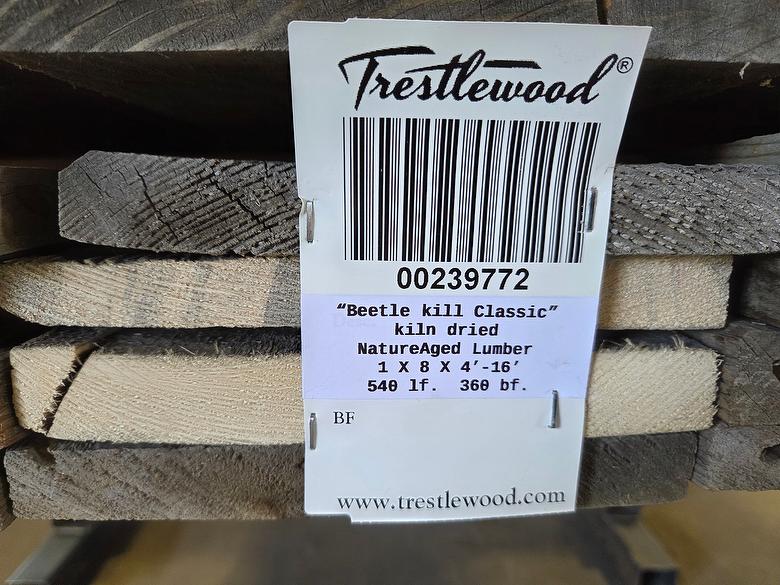 Trestlewood®
00239772
“Beetle kill Classic”
kiln dried
NatureAged Lumber
1 X 8 X 4’-16’
540 lf. 360 bf.
BF
www.trestlewood.com